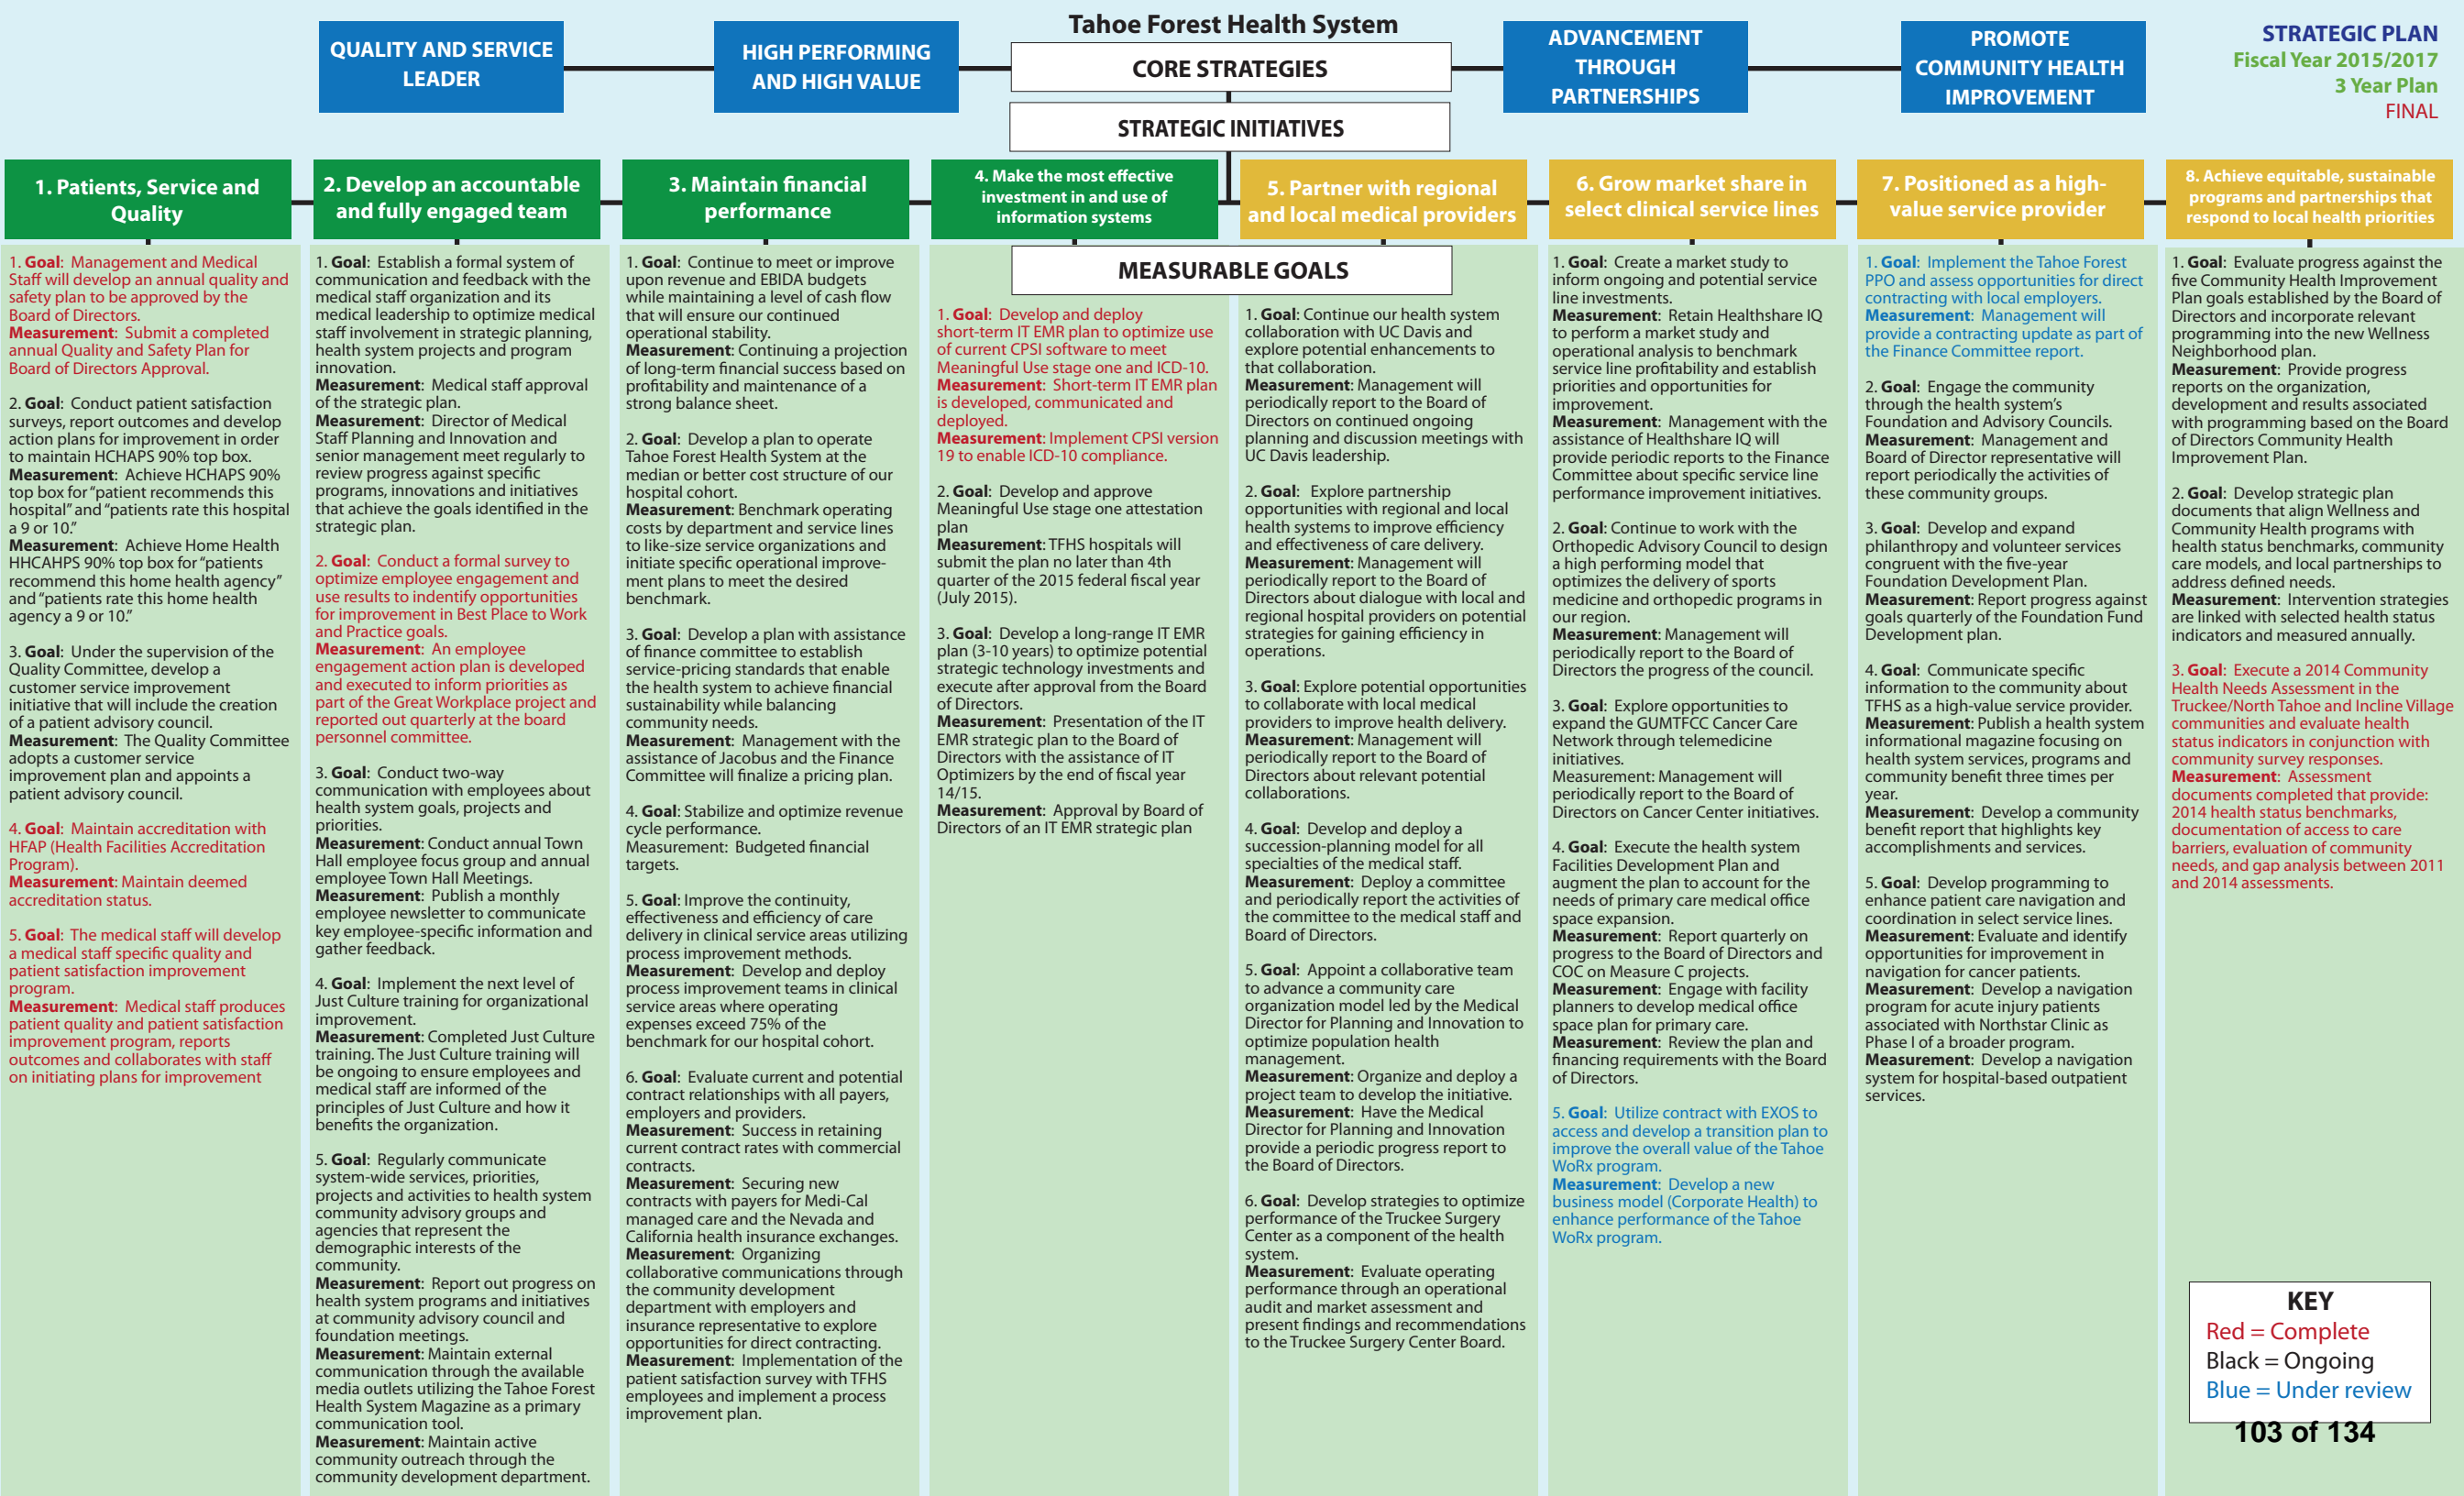 Tahoe Forest Health System
QUALITY AND SERVICE
LEADER
HIGH PERFORMING
AND HIGH VALUE
CORE STRATEGIES
ADVANCEMENT
THROUGH
PARTNERSHIPS
PROMOTE
COMMUNITY HEALTH
IMPROVEMENT
STRATEGIC PLAN
Fiscal Year 2015/2017
3 Year Plan
FINAL
STRATEGIC INITIATIVES
1. Patients, Service and
Quality
2. Develop an accountable
and fully engaged team
3. Maintain financial
performance
4. Make the most effective
investment in and use of
information systems
5. Partner with regional
and local medical providers
6. Grow market share in
select clinical service lines
7. Positioned as a high-
value service provider
8. Achieve equitable, sustainable
programs and partnerships that
respond to local health priorities
MEASURABLE GOALS
1. Goal: Management and Medical
Staff will develop an annual quality and
safety plan to be approved by the
Board of Directors.
Measurement: Submit a completed
annual Quality and Safety Plan for
Board of Directors Approval.
2. Goal: Conduct patient satisfaction
surveys, report outcomes and develop
action plans for improvement in order
to maintain HCHAPS 90% top box.
Measurement: Achieve HCHAPS 90%
top box for “patient recommends this
hospital” and “patients rate this hospital
a 9 or 10.”
Measurement: Achieve Home Health
HHCAHPS 90% top box for “patients
recommend this home health agency”
and “patients rate this home health
agency a 9 or 10.”
3. Goal: Under the supervision of the
Quality Committee, develop a
customer service improvement
initiative that will include the creation
of a patient advisory council.
Measurement: The Quality Committee
adopts a customer service
improvement plan and appoints a
patient advisory council.
4. Goal: Maintain accreditation with
HFAP (Health Facilities Accreditation
Program).
Measurement: Maintain deemed
accreditation status.
5. Goal: The medical staff will develop
a medical staff specific quality and
patient satisfaction improvement
program.
Measurement: Medical staff produces
patient quality and patient satisfaction
improvement program, reports
outcomes and collaborates with staff
on initiating plans for improvement
1. Goal: Establish a formal system of
communication and feedback with the
medical staff organization and its
medical leadership to optimize medical
staff involvement in strategic planning,
health system projects and program
innovation.
Measurement: Medical staff approval
of the strategic plan.
Measurement: Director of Medical
Staff Planning and Innovation and
senior management meet regularly to
review progress against specific
programs, innovations and initiatives
that achieve the goals identified in the
strategic plan.
2. Goal: Conduct a formal survey to
optimize employee engagement and
use results to indentify opportunities
for improvement in Best Place to Work
and Practice goals.
Measurement: An employee
engagement action plan is developed
and executed to inform priorities as
part of the Great Workplace project and
reported out quarterly at the board
personnel committee.
3. Goal: Conduct two-way
communication with employees about
health system goals, projects and
priorities.
Measurement: Conduct annual Town
Hall employee focus group and annual
employee Town Hall Meetings.
Measurement: Publish a monthly
employee newsletter to communicate
key employee-specific information and
gather feedback.
4. Goal: Implement the next level of
Just Culture training for organizational
improvement.
Measurement: Completed Just Culture
training. The Just Culture training will
be ongoing to ensure employees and
medical staff are informed of the
principles of Just Culture and how it
benefits the organization.
5. Goal: Regularly communicate
system-wide services, priorities,
projects and activities to health system
community advisory groups and
agencies that represent the
demographic interests of the
community.
Measurement: Report out progress on
health system programs and initiatives
at community advisory council and
foundation meetings.
Measurement: Maintain external
communication through the available
media outlets utilizing the Tahoe Forest
Health System Magazine as a primary
communication tool.
Measurement: Maintain active
community outreach through the
community development department.
1. Goal: Continue to meet or improve
upon revenue and EBIDA budgets
while maintaining a level of cash flow
that will ensure our continued
operational stability.
Measurement: Continuing a projection
of long-term financial success based on
profitability and maintenance of a
strong balance sheet.
2. Goal: Develop a plan to operate
Tahoe Forest Health System at the
median or better cost structure of our
hospital cohort.
Measurement: Benchmark operating
costs by department and service lines
to like-size service organizations and
initiate specific operational improve-
ment plans to meet the desired
benchmark.
3. Goal: Develop a plan with assistance
of finance committee to establish
service-pricing standards that enable
the health system to achieve financial
sustainability while balancing
community needs.
Measurement: Management with the
assistance of Jacobus and the Finance
Committee will finalize a pricing plan.
4. Goal: Stabilize and optimize revenue
cycle performance.
Measurement: Budgeted financial
targets.
5. Goal: Improve the continuity,
effectiveness and efficiency of care
delivery in clinical service areas utilizing
process improvement methods.
Measurement: Develop and deploy
process improvement teams in clinical
service areas where operating
expenses exceed 75% of the
benchmark for our hospital cohort.
6. Goal: Evaluate current and potential
contract relationships with all payers,
employers and providers.
Measurement: Success in retaining
current contract rates with commercial
contracts.
Measurement: Securing new
contracts with payers for Medi-Cal
managed care and the Nevada and
California health insurance exchanges.
Measurement: Organizing
collaborative communications through
the community development
department with employers and
insurance representative to explore
opportunities for direct contracting.
Measurement: Implementation of the
patient satisfaction survey with TFHS
employees and implement a process
improvement plan.
1. Goal: Develop and deploy
short-term IT EMR plan to optimize use
of current CPSI software to meet
Meaningful Use stage one and ICD-10.
Measurement: Short-term IT EMR plan
is developed, communicated and
deployed.
Measurement: Implement CPSI version
19 to enable ICD-10 compliance.
2. Goal: Develop and approve
Meaningful Use stage one attestation
plan
Measurement: TFHS hospitals will
submit the plan no later than 4th
quarter of the 2015 federal fiscal year
(July 2015).
3. Goal: Develop a long-range IT EMR
plan (3-10 years) to optimize potential
strategic technology investments and
execute after approval from the Board
of Directors.
Measurement: Presentation of the IT
EMR strategic plan to the Board of
Directors with the assistance of IT
Optimizers by the end of fiscal year
14/15.
Measurement: Approval by Board of
Directors of an IT EMR strategic plan
1. Goal: Continue our health system
collaboration with UC Davis and
explore potential enhancements to
that collaboration.
Measurement: Management will
periodically report to the Board of
Directors on continued ongoing
planning and discussion meetings with
UC Davis leadership.
2. Goal: Explore partnership
opportunities with regional and local
health systems to improve efficiency
and effectiveness of care delivery.
Measurement: Management will
periodically report to the Board of
Directors about dialogue with local and
regional hospital providers on potential
strategies for gaining efficiency in
operations.
3. Goal: Explore potential opportunities
to collaborate with local medical
providers to improve health delivery.
Measurement: Management will
periodically report to the Board of
Directors about relevant potential
collaborations.
4. Goal: Develop and deploy a
succession-planning model for all
specialties of the medical staff.
Measurement: Deploy a committee
and periodically report the activities of
the committee to the medical staff and
Board of Directors.
5. Goal: Appoint a collaborative team
to advance a community care
organization model led by the Medical
Director for Planning and Innovation to
optimize population health
management.
Measurement: Organize and deploy a
project team to develop the initiative.
Measurement: Have the Medical
Director for Planning and Innovation
provide a periodic progress report to
the Board of Directors.
6. Goal: Develop strategies to optimize
performance of the Truckee Surgery
Center as a component of the health
system.
Measurement: Evaluate operating
performance through an operational
audit and market assessment and
present findings and recommendations
to the Truckee Surgery Center Board.
1. Goal: Create a market study to
inform ongoing and potential service
line investments.
Measurement: Retain Healthshare IQ
to perform a market study and
operational analysis to benchmark
service line profitability and establish
priorities and opportunities for
improvement.
Measurement: Management with the
assistance of Healthshare IQ will
provide periodic reports to the Finance
Committee about specific service line
performance improvement initiatives.
2. Goal: Continue to work with the
Orthopedic Advisory Council to design
a high performing model that
optimizes the delivery of sports
medicine and orthopedic programs in
our region.
Measurement: Management will
periodically report to the Board of
Directors the progress of the council.
3. Goal: Explore opportunities to
expand the GUMTFCC Cancer Care
Network through telemedicine
initiatives.
Measurement: Management will
periodically report to the Board of
Directors on Cancer Center initiatives.
4. Goal: Execute the health system
Facilities Development Plan and
augment the plan to account for the
needs of primary care medical office
space expansion.
Measurement: Report quarterly on
progress to the Board of Directors and
COC on Measure C projects.
Measurement: Engage with facility
planners to develop medical office
space plan for primary care.
Measurement: Review the plan and
financing requirements with the Board
of Directors.
5. Goal: Utilize contract with EXOS to
access and develop a transition plan to
improve the overall value of the Tahoe
WoRx program.
Measurement: Develop a new
business model (Corporate Health) to
enhance performance of the Tahoe
WoRx program.
1. Goal: Implement the Tahoe Forest
PPO and assess opportunities for direct
contracting with local employers.
Measurement: Management will
provide a contracting update as part of
the Finance Committee report.
2. Goal: Engage the community
through the health system’s
Foundation and Advisory Councils.
Measurement: Management and
Board of Director representative will
report periodically the activities of
these community groups.
3. Goal: Develop and expand
philanthropy and volunteer services
congruent with the five-year
Foundation Development Plan.
Measurement: Report progress against
goals quarterly of the Foundation Fund
Development plan.
4. Goal: Communicate specific
information to the community about
TFHS as a high-value service provider.
Measurement: Publish a health system
informational magazine focusing on
health system services, programs and
community benefit three times per
year.
Measurement: Develop a community
benefit report that highlights key
accomplishments and services.
5. Goal: Develop programming to
enhance patient care navigation and
coordination in select service lines.
Measurement: Evaluate and identify
opportunities for improvement in
navigation for cancer patients.
Measurement: Develop a navigation
program for acute injury patients
associated with Northstar Clinic as
Phase I of a broader program.
Measurement: Develop a navigation
system for hospital-based outpatient
services.
1. Goal: Evaluate progress against the
five Community Health Improvement
Plan goals established by the Board of
Directors and incorporate relevant
programming into the new Wellness
Neighborhood plan.
Measurement: Provide progress
reports on the organization,
development and results associated
with programming based on the Board
of Directors Community Health
Improvement Plan.
2. Goal: Develop strategic plan
documents that align Wellness and
Community Health programs with
health status benchmarks, community
care models, and local partnerships to
address defined needs.
Measurement: Intervention strategies
are linked with selected health status
indicators and measured annually.
3. Goal: Execute a 2014 Community
Health Needs Assessment in the
Truckee/North Tahoe and Incline Village
communities and evaluate health
status indicators in conjunction with
community survey responses.
Measurement: Assessment
documents completed that provide:
2014 health status benchmarks,
documentation of access to care
barriers, evaluation of community
needs, and gap analysis between 2011
and 2014 assessments.
KEY
Red = Complete
Black = Ongoing
Blue = Under review
103 of 134